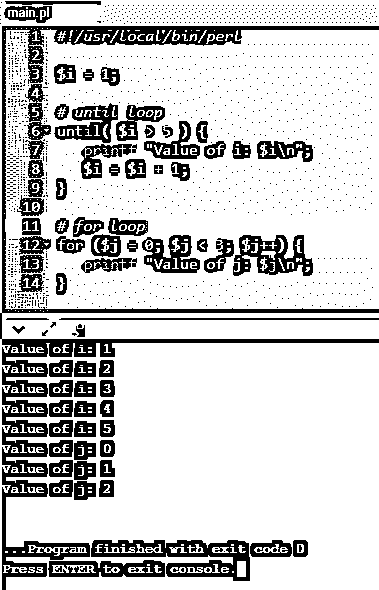 main.pl
1 #!/usr/local/bin/perl
2
3 $i = 1;
4
5 # until loop
6 until( $i > 5 ) {
7 printf "Value of i: $i\n";
8 $i = $i + 1;
9 }
10
11 # for loop
12 for ($j = 0; $j < 3; $j++) {
13 printf "Value of j: $j\n";
14 }
Value of i: 1
Value of i: 2
Value of i: 3
Value of i: 4
Value of i: 5
Value of j: 0
Value of j: 1
Value of j: 2
...Program finished with exit code 0
Press ENTER to exit console.